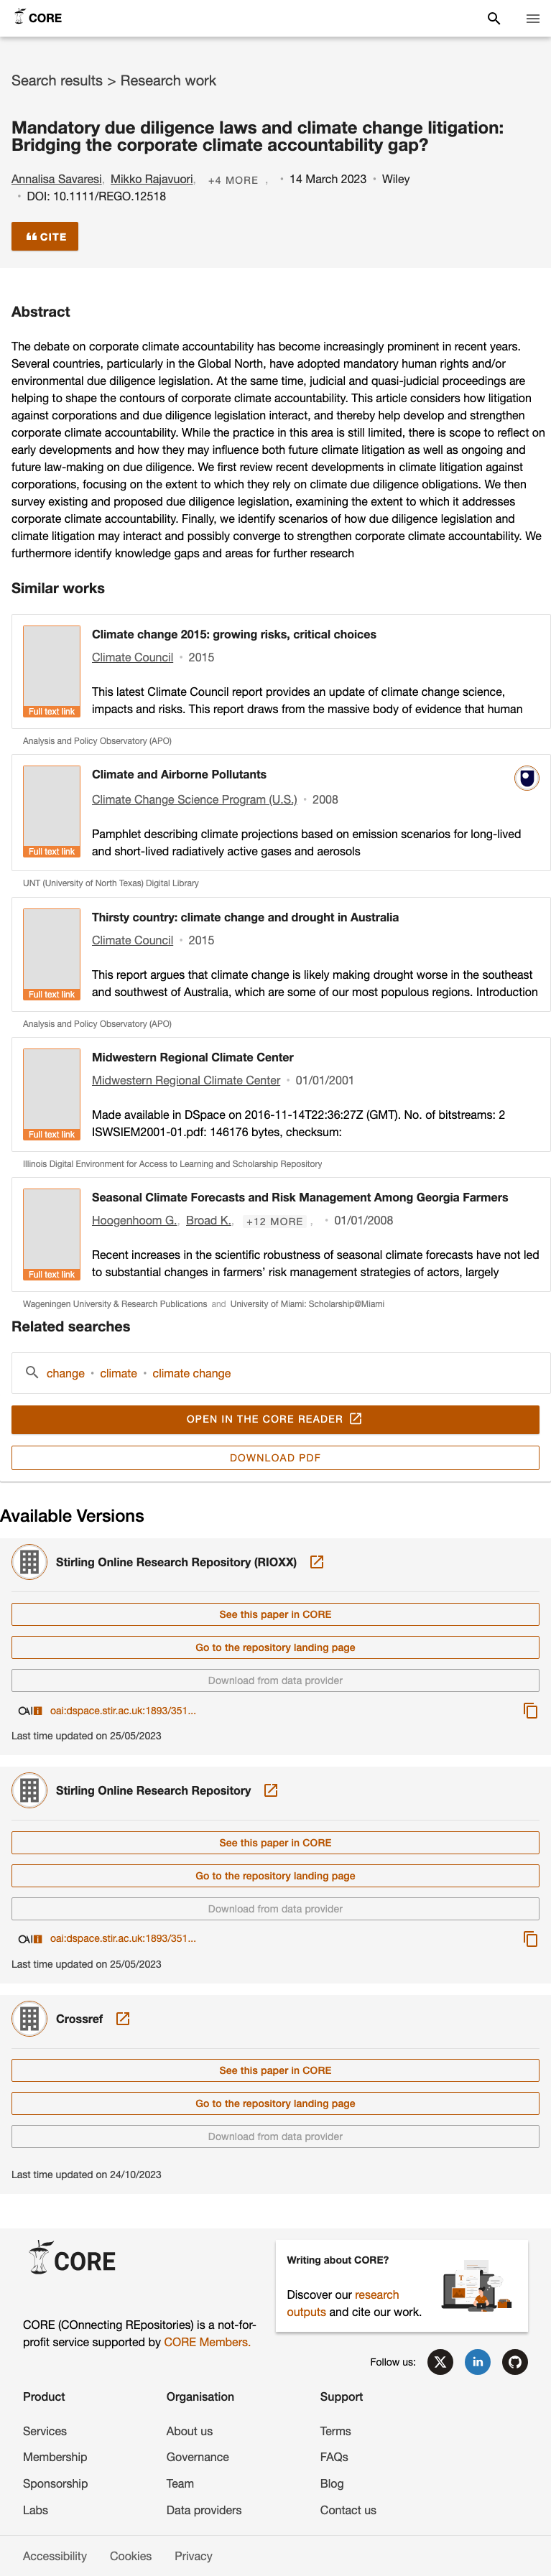 CORE
Search results > Research work
Mandatory due diligence laws and climate change litigation:
Bridging the corporate climate accountability gap?
Annalisa Savaresi, Mikko Rajavuori, +4 MORE , • 14 March 2023 • Wiley
• DOI: 10.1111/REGO.12518
CITE
Abstract
The debate on corporate climate accountability has become increasingly prominent in recent years.
Several countries, particularly in the Global North, have adopted mandatory human rights and/or
environmental due diligence legislation. At the same time, judicial and quasi-judicial proceedings are
helping to shape the contours of corporate climate accountability. This article considers how litigation
against corporations and due diligence legislation interact, and thereby help develop and strengthen
corporate climate accountability. While the practice in this area is still limited, there is scope to reflect on
early developments and how they may influence both future climate litigation as well as ongoing and
future law-making on due diligence. We first review recent developments in climate litigation against
corporations, focusing on the extent to which they rely on climate due diligence obligations. We then
survey existing and proposed due diligence legislation, examining the extent to which it addresses
corporate climate accountability. Finally, we identify scenarios of how due diligence legislation and
climate litigation may interact and possibly converge to strengthen corporate climate accountability. We
furthermore identify knowledge gaps and areas for further research
Similar works
Climate change 2015: growing risks, critical choices
Climate Council • 2015
This latest Climate Council report provides an update of climate change science,
impacts and risks. This report draws from the massive body of evidence that human
Full text link
Analysis and Policy Observatory (APO)
Climate and Airborne Pollutants
Climate Change Science Program (U.S.) • 2008
Pamphlet describing climate projections based on emission scenarios for long-lived
and short-lived radiatively active gases and aerosols
Full text link
UNT (University of North Texas) Digital Library
Thirsty country: climate change and drought in Australia
Climate Council • 2015
This report argues that climate change is likely making drought worse in the southeast
and southwest of Australia, which are some of our most populous regions. Introduction
Full text link
Analysis and Policy Observatory (APO)
Midwestern Regional Climate Center
Midwestern Regional Climate Center • 01/01/2001
Made available in DSpace on 2016-11-14T22:36:27Z (GMT). No. of bitstreams: 2
ISWSIEM2001-01.pdf: 146176 bytes, checksum:
Full text link
Illinois Digital Environment for Access to Learning and Scholarship Repository
Seasonal Climate Forecasts and Risk Management Among Georgia Farmers
Hoogenhoom G., Broad K., +12 MORE , • 01/01/2008
Recent increases in the scientific robustness of seasonal climate forecasts have not led
to substantial changes in farmers’ risk management strategies of actors, largely
Full text link
Wageningen University & Research Publications and University of Miami: Scholarship@Miami
Related searches
change • climate • climate change
OPEN IN THE CORE READER
DOWNLOAD PDF
Available Versions
Stirling Online Research Repository (RIOXX)
See this paper in CORE
Go to the repository landing page
Download from data provider
OAI oai:dspace.stir.ac.uk:1893/351...
Last time updated on 25/05/2023
Stirling Online Research Repository
See this paper in CORE
Go to the repository landing page
Download from data provider
OAI oai:dspace.stir.ac.uk:1893/351...
Last time updated on 25/05/2023
Crossref
See this paper in CORE
Go to the repository landing page
Download from data provider
Last time updated on 24/10/2023
CORE
CORE (COnnecting REpositories) is a not-for-
profit service supported by CORE Members.
Writing about CORE?
Discover our research
outputs and cite our work.
Follow us:
Product
Services
Membership
Sponsorship
Labs
Organisation
About us
Governance
Team
Data providers
Support
Terms
FAQs
Blog
Contact us
Accessibility Cookies Privacy